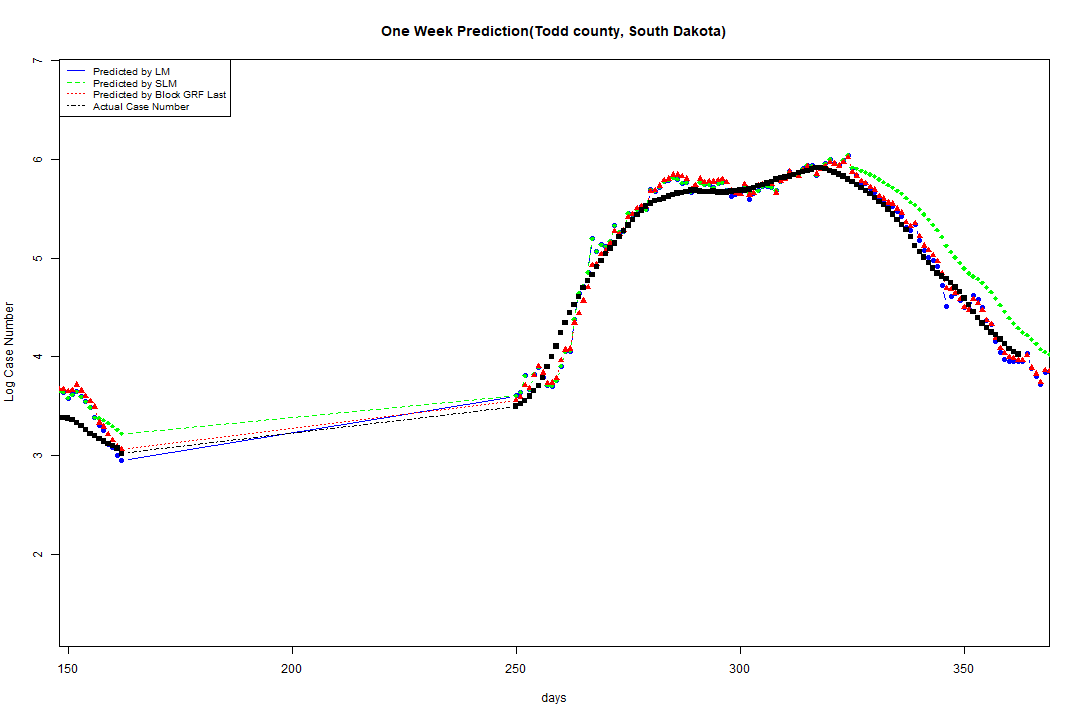 One Week Prediction(Todd county, South Dakota)
Predicted by LM
Predicted by SLM
Predicted by Block GRF Last
Actual Case Number
7
6
5
4
3
2
Log Case Number
150 200 250 300 350
days